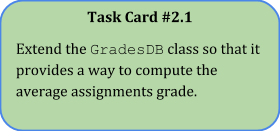 Task Card #2.1
Extend the GradesDB class so that it
provides a way to compute the
average assignments grade.